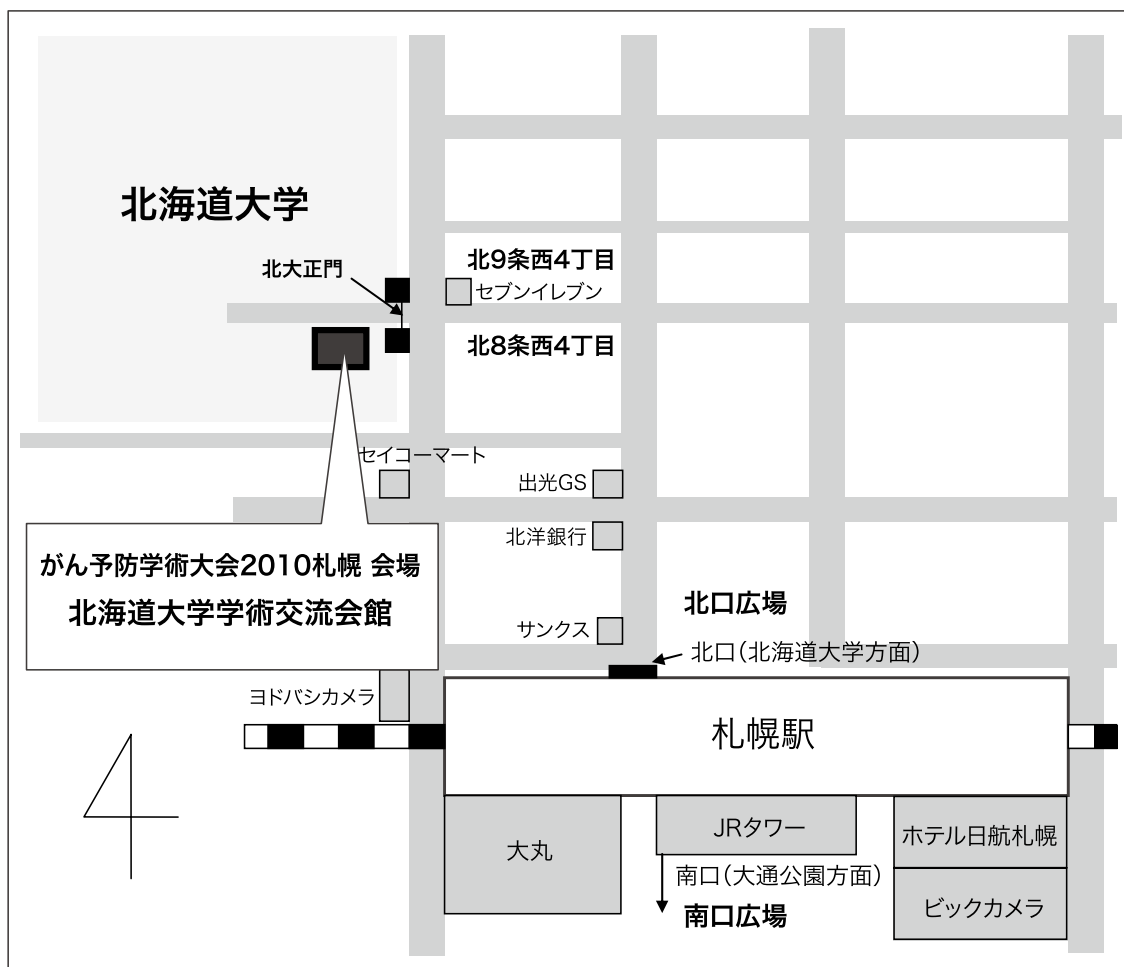 北海道大学
北9条西4丁目
北大正門
セブンイレブン
北8条西4丁目
セイコーマート
出光GS
北洋銀行
がん予防学術大会2010札幌 会場
北海道大学学術交流会館
北口広場
サンクス
北口（北海道大学方面）
ヨドバシカメラ
札幌駅
JRタワー
ホテル日航札幌
大丸
南口（大通公園方面）
ビックカメラ
南口広場